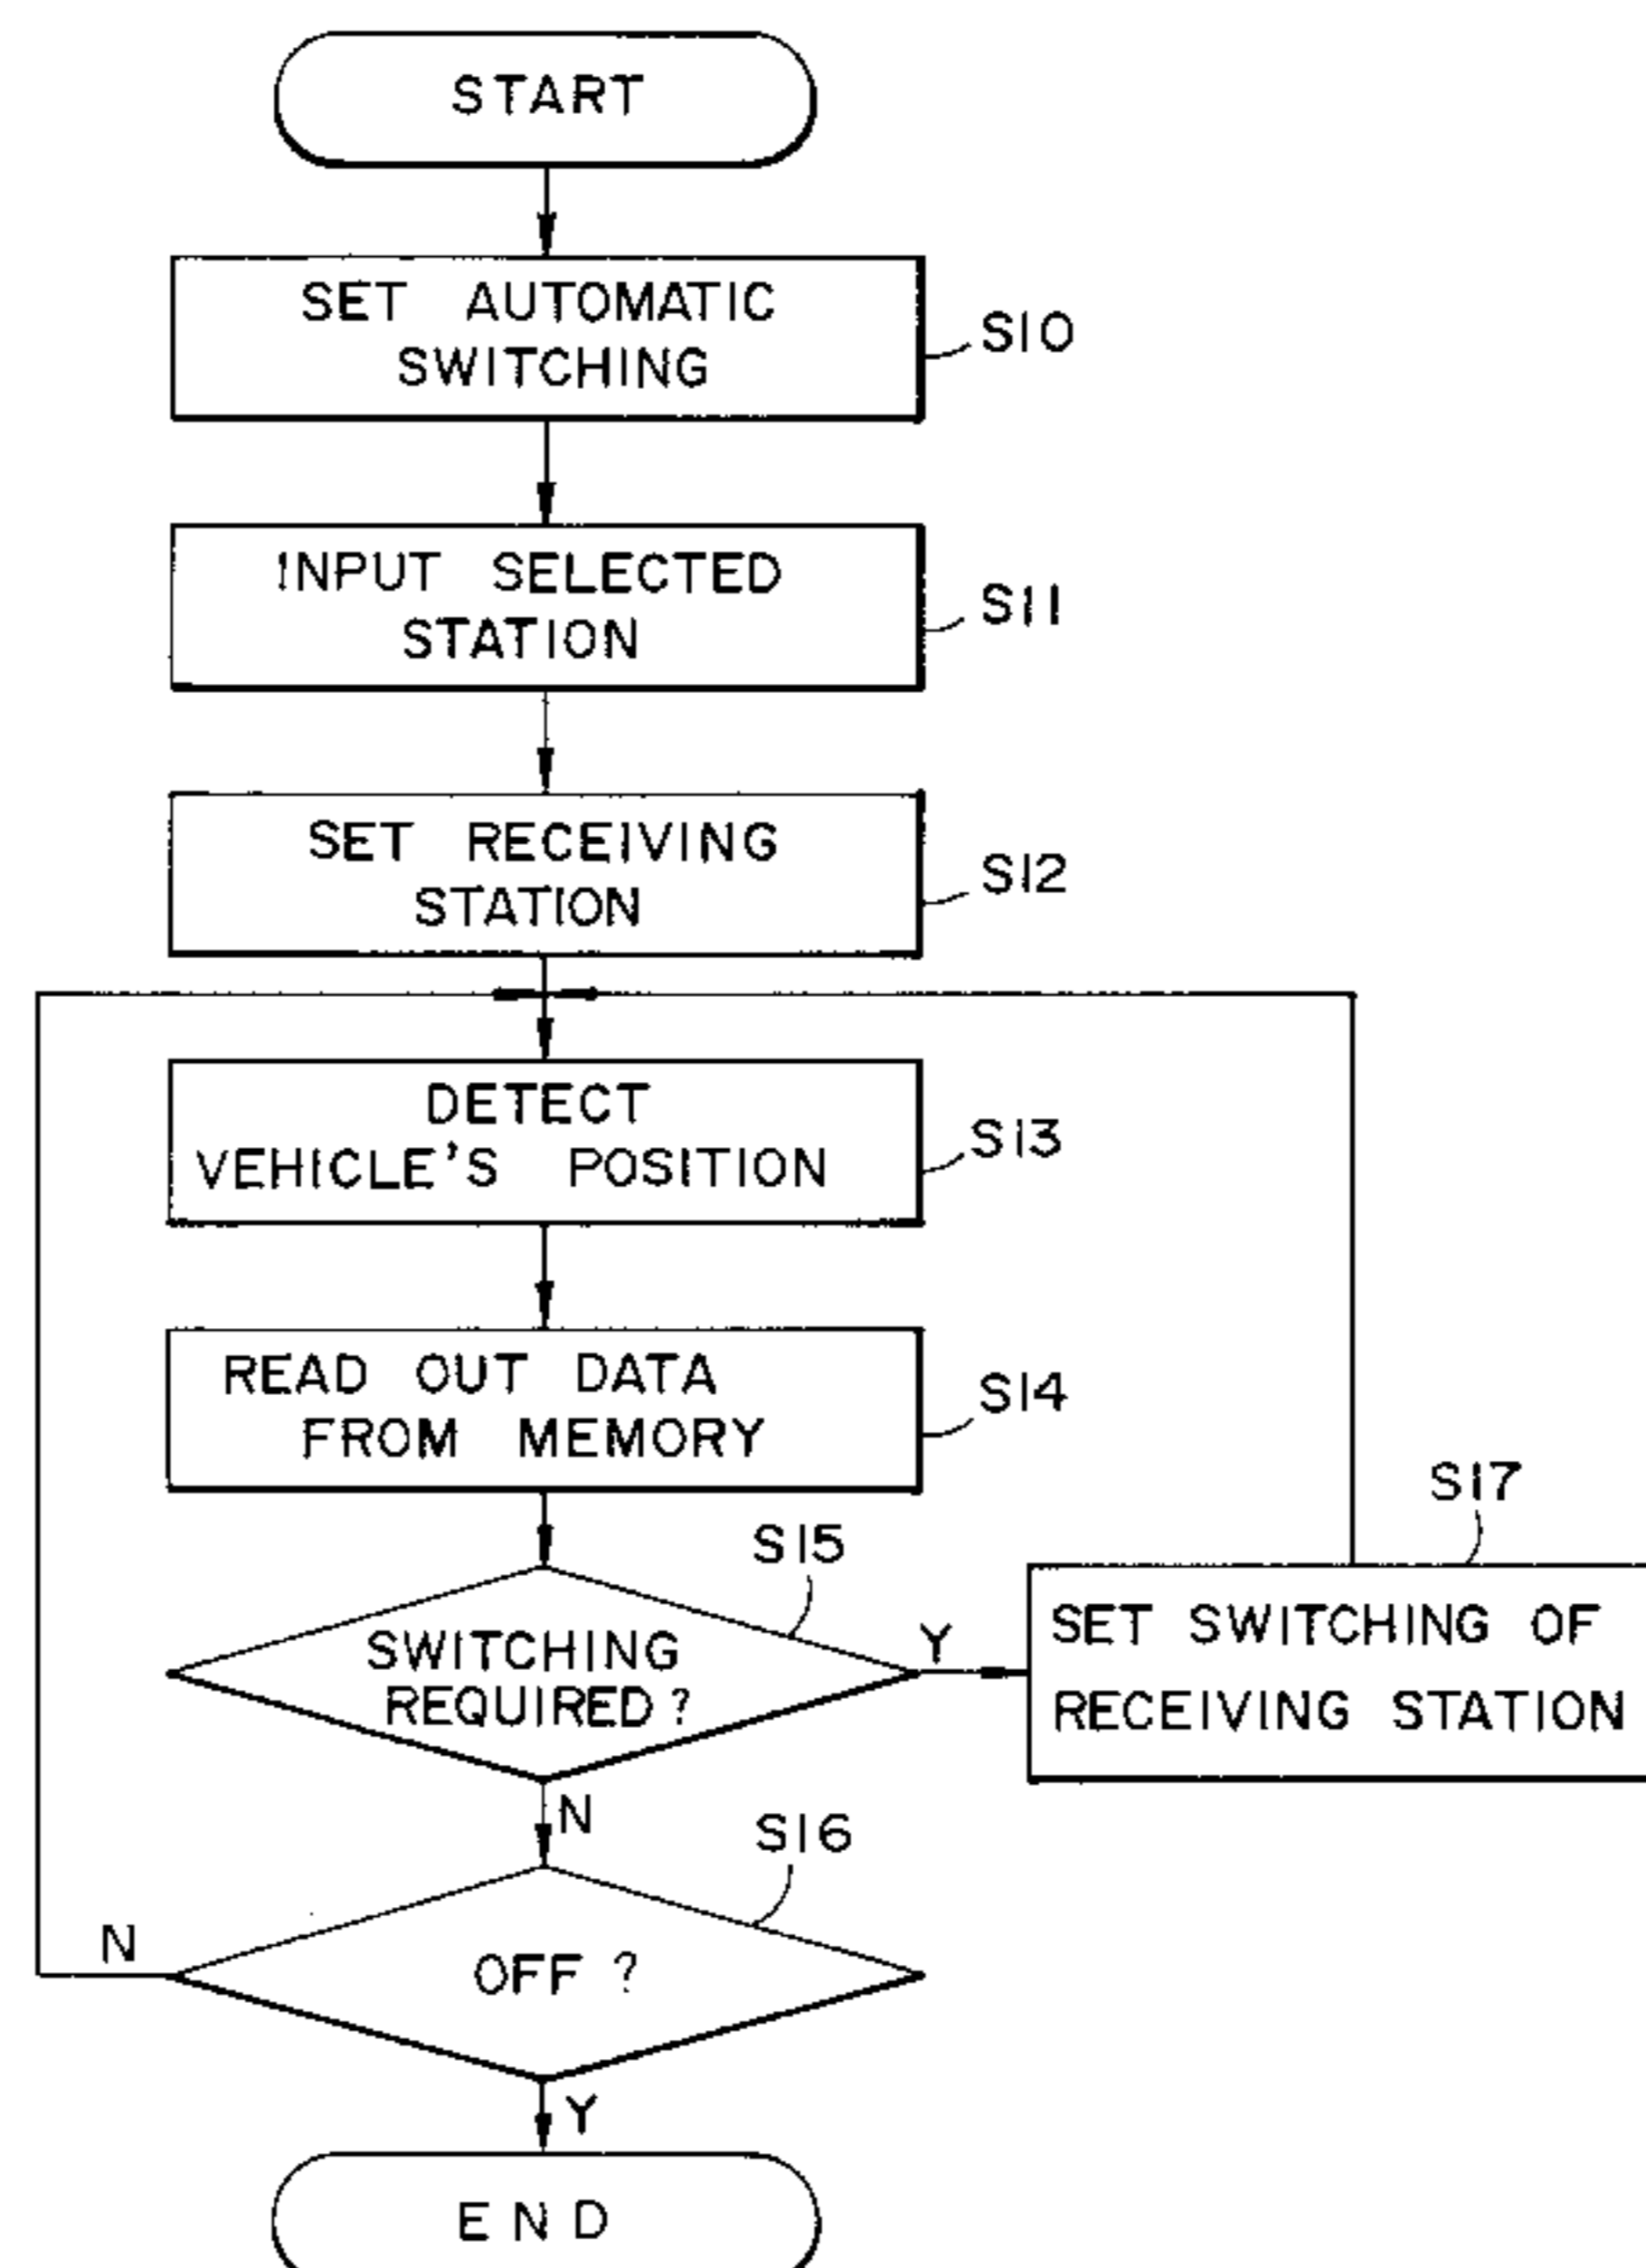 START
SET AUTOMATIC
SWITCHING
S10
INPUT SELECTED
STATION
S11
SET RECEIVING
STATION
S12
DETECT
VEHICLE'S POSITION
S13
READ OUT DATA
FROM MEMORY
S14
S15
SWITCHING
REQUIRED?
Y
S17
SET SWITCHING OF
RECEIVING STATION
N
S16
OFF?
N
Y
END